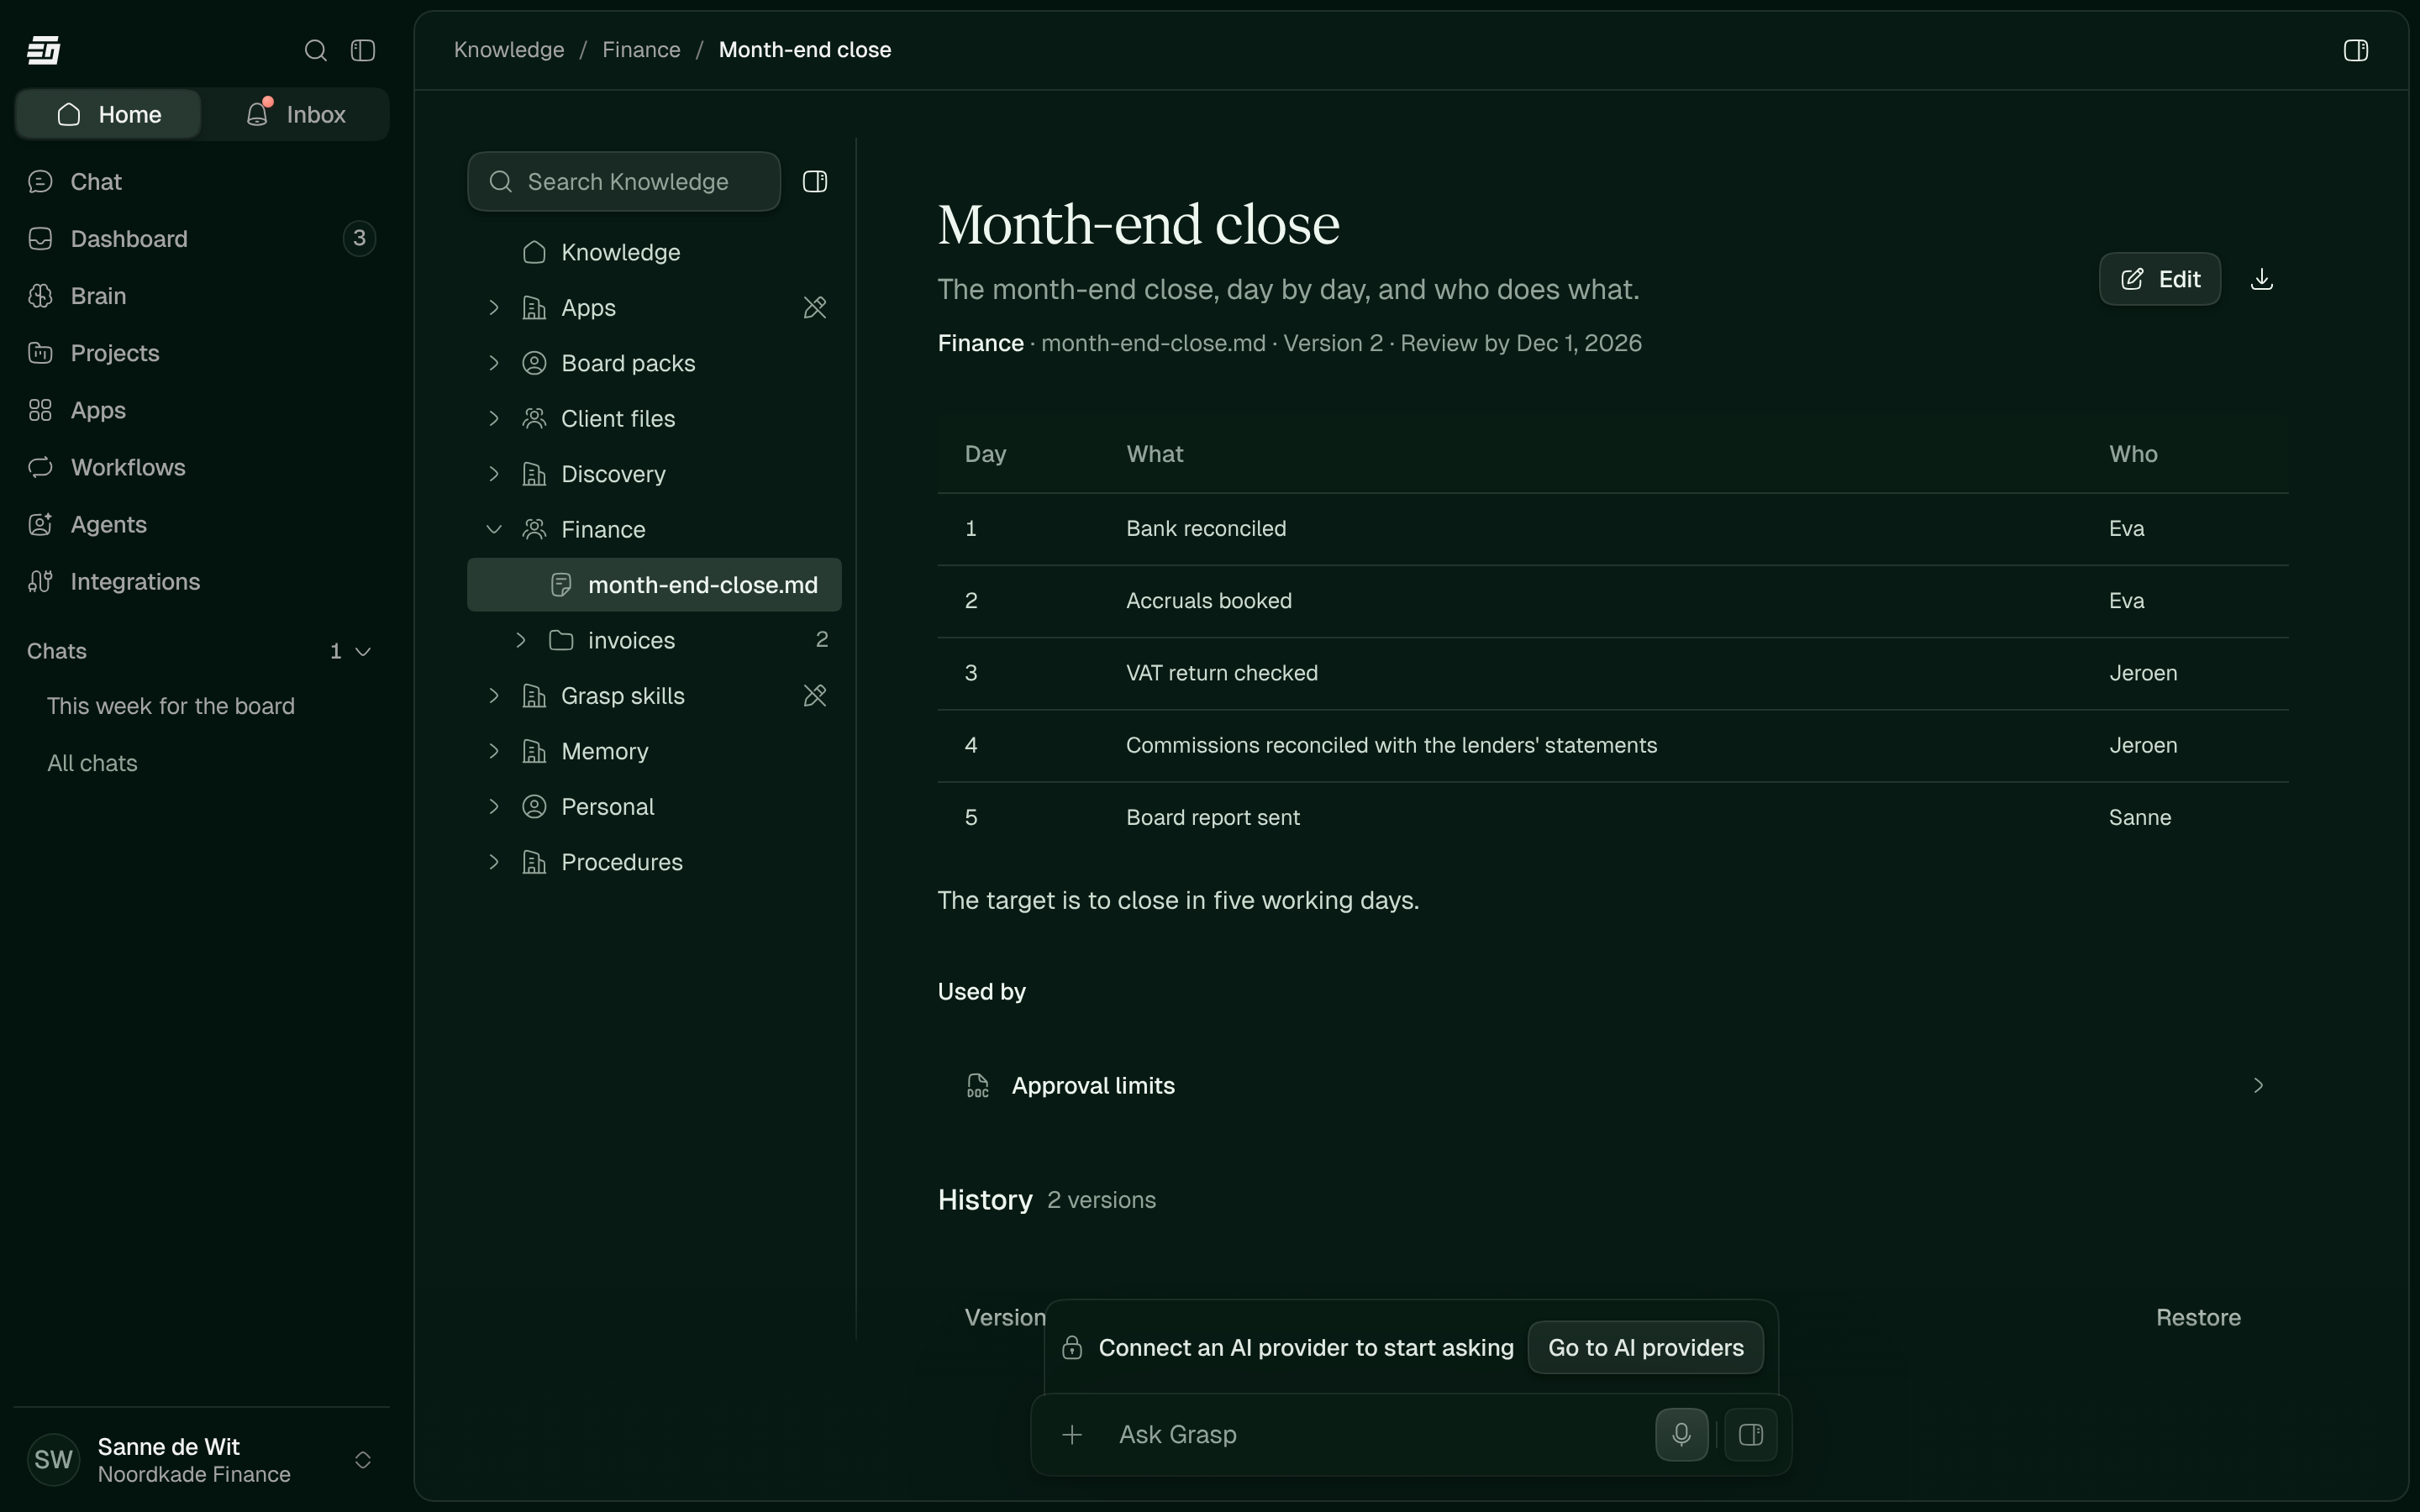 Home
Inbox
Chat
Dashboard 3
Brain
Projects
Apps
Workflows
Agents
Integrations
Chats 1
This week for the board
All chats
SW
Sanne de Wit
Noordkade Finance
Knowledge / Finance / Month-end close
Search Knowledge
Knowledge
Apps
Board packs
Client files
Discovery
Finance
month-end-close.md
invoices 2
Grasp skills
Memory
Personal
Procedures
Month-end close
The month-end close, day by day, and who does what.
Finance · month-end-close.md · Version 2 · Review by Dec 1, 2026
Edit
Day What Who
1 Bank reconciled Eva
2 Accruals booked Eva
3 VAT return checked Jeroen
4 Commissions reconciled with the lenders' statements Jeroen
5 Board report sent Sanne
The target is to close in five working days.
Used by
DOC Approval limits
History 2 versions
Version Restore
Connect an AI provider to start asking Go to AI providers
Ask Grasp